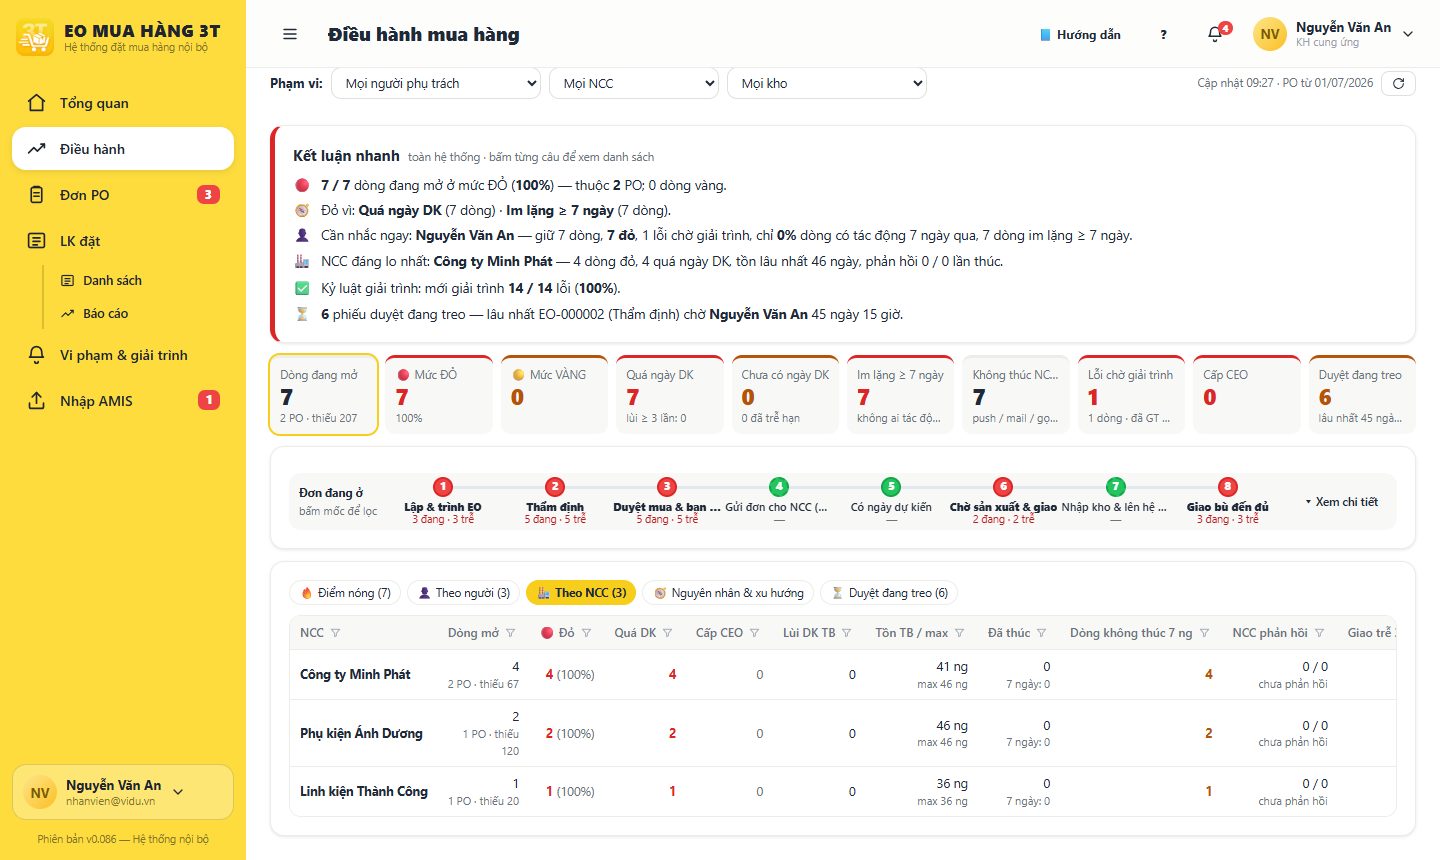 EO MUA HÀNG 3T
Hệ thống đặt mua hàng nội bộ
Tổng quan
Điều hành
Đơn PO 3
LK đặt
Danh sách
Báo cáo
Vi phạm & giải trình
Nhập AMIS 1
NV Nguyễn Văn An
nhanvien@vidu.vn
Phiên bản v0.086 — Hệ thống nội bộ
Điều hành mua hàng
Hướng dẫn ? 4
NV Nguyễn Văn An
KH cung ứng
Phạm vi: Mọi người phụ trách Mọi NCC Mọi kho
Cập nhật 09:27 · PO từ 01/07/2026
Kết luận nhanh toàn hệ thống · bấm từng câu để xem danh sách
7 / 7 dòng đang mở ở mức ĐỎ (100%) — thuộc 2 PO; 0 dòng vàng.
Đỏ vì: Quá ngày DK (7 dòng) · Im lặng ≥ 7 ngày (7 dòng).
Cần nhắc ngay: Nguyễn Văn An — giữ 7 dòng, 7 đỏ, 1 lỗi chờ giải trình, chỉ 0% dòng có tác động 7 ngày qua, 7 dòng im lặng ≥ 7 ngày.
NCC đáng lo nhất: Công ty Minh Phát — 4 dòng đỏ, 4 quá ngày DK, tồn lâu nhất 46 ngày, phản hồi 0 / 0 lần thúc.
Kỷ luật giải trình: mới giải trình 14 / 14 lỗi (100%).
6 phiếu duyệt đang treo — lâu nhất EO-000002 (Thẩm định) chờ Nguyễn Văn An 45 ngày 15 giờ.
Dòng đang mở
7
2 PO · thiếu 207
Mức ĐỎ
7
100%
Mức VÀNG
0
Quá ngày DK
7
lùi ≥ 3 lần: 0
Chưa có ngày DK
0
0 đã trễ hạn
Im lặng ≥ 7 ngày
7
không ai tác độ...
Không thúc NC...
7
push / mail / gọ...
Lỗi chờ giải trình
1
1 dòng · đã GT ...
Cấp CEO
0
Duyệt đang treo
6
lâu nhất 45 ngà...
Đơn đang ở
bấm mốc để lọc
1
Lập & trình EO
3 đang · 3 trễ
2
Thẩm định
5 đang · 5 trễ
3
Duyệt mua & bạn ...
5 đang · 5 trễ
4
Gửi đơn cho NCC (...
—
5
Có ngày dự kiến
—
6
Chờ sản xuất & giao
2 đang · 2 trễ
7
Nhập kho & lên hệ ...
—
8
Giao bù đến đủ
3 đang · 3 trễ
Xem chi tiết
Điểm nóng (7) Theo người (3) Theo NCC (3) Nguyên nhân & xu hướng Duyệt đang treo (6)
NCC Dòng mở Đỏ Quá DK Cấp CEO Lùi DK TB Tồn TB / max Đã thúc Dòng không thúc 7 ng NCC phản hồi Giao trễ
Công ty Minh Phát 4 4 (100%) 4 0 0 41 ng 0 4 0 / 0
2 PO · thiếu 67 max 46 ng 7 ngày: 0 chưa phản hồi
Phụ kiện Ánh Dương 2 2 (100%) 2 0 0 46 ng 0 2 0 / 0
1 PO · thiếu 120 max 46 ng 7 ngày: 0 chưa phản hồi
Linh kiện Thành Công 1 1 (100%) 1 0 0 36 ng 0 1 0 / 0
1 PO · thiếu 20 max 36 ng 7 ngày: 0 chưa phản hồi